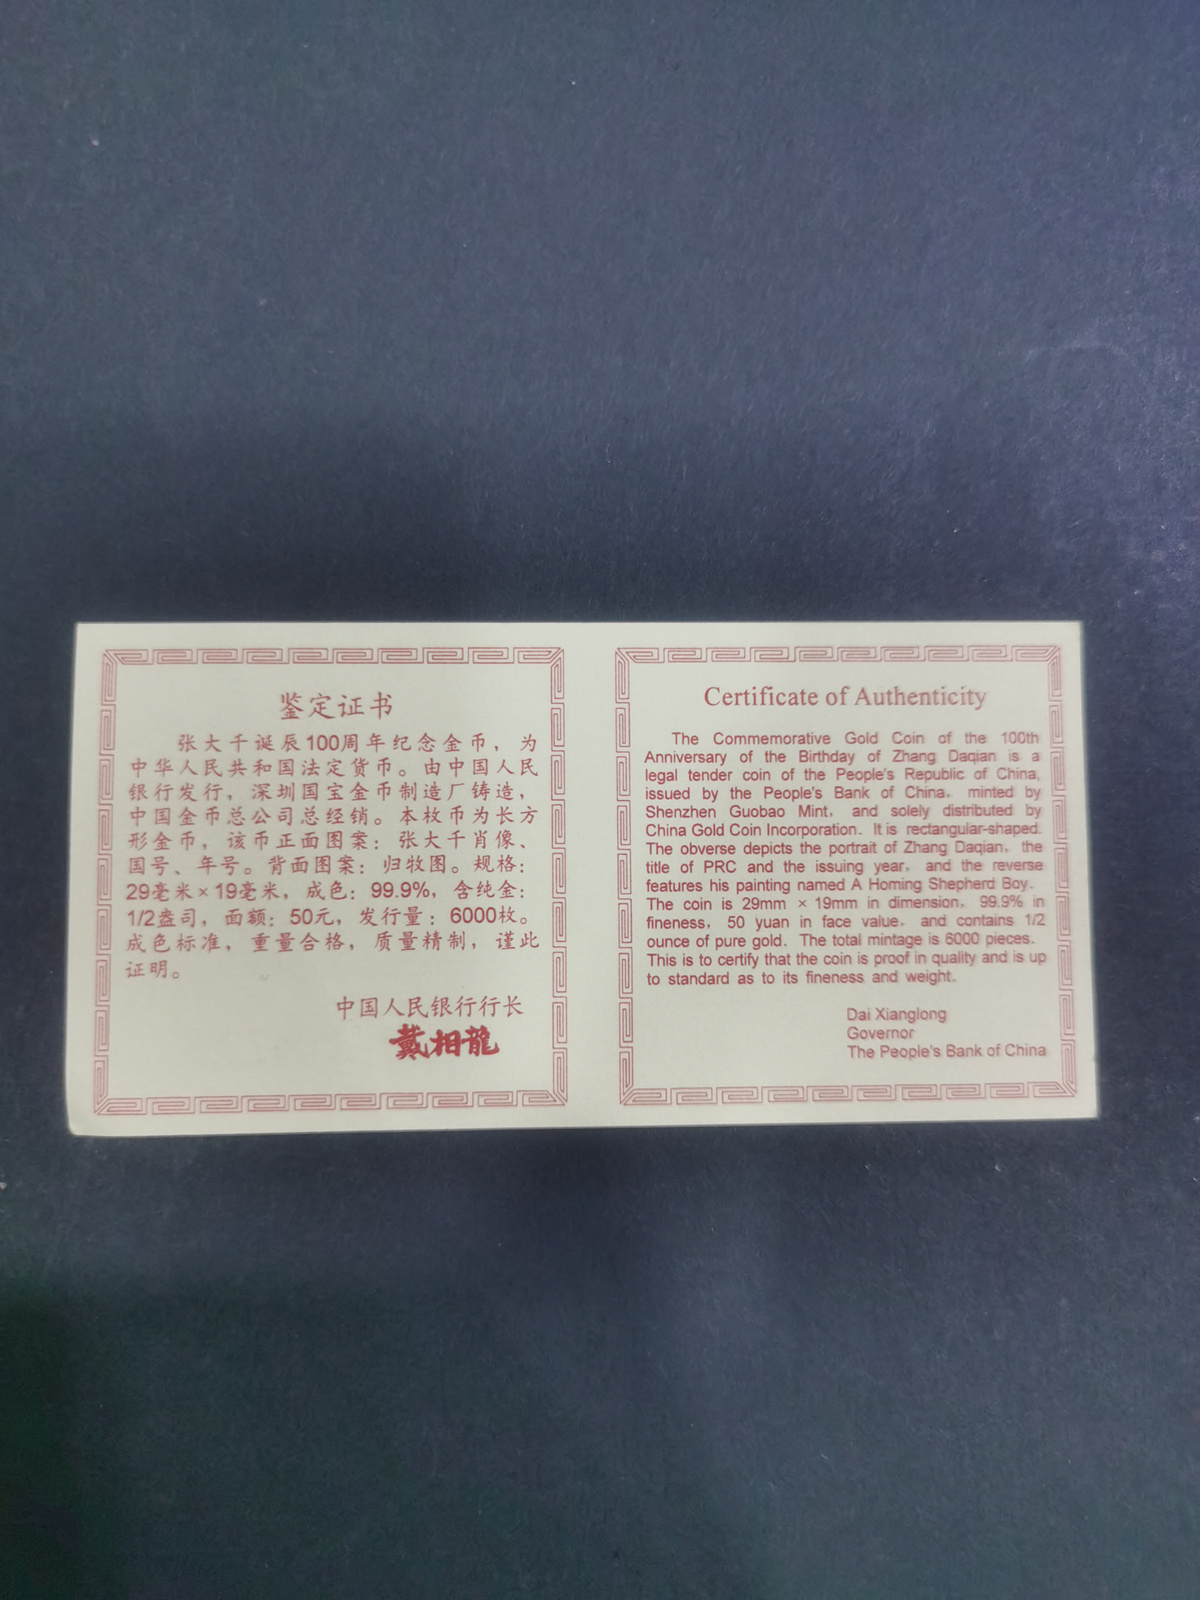 鉴定证书
张大千诞辰100周年纪念金币，为
中华人民共和国法定货币。由中国人民
银行发行，深圳国宝金币制造厂铸造，
中国金币总公司总经销。本枚币为长方
形金币，该币正面图案：张大千肖像、
国号、年号。背面图案：归牧图。规格：
29毫米×19毫米，成色：99.9%，含纯金：
1/2盎司，面额：50元，发行量：6000枚。
成色标准，重量合格，质量精制，谨此
证明。
中国人民银行行长
戴相龍
Certificate of Authenticity
The Commemorative Gold Coin of the 100th
Anniversary of the Birthday of Zhang Daqian is a
legal tender coin of the People's Republic of China,
issued by the People's Bank of China, minted by
Shenzhen Guobao Mint, and solely distributed by
China Gold Coin Incorporation. It is rectangular-shaped.
The obverse depicts the portrait of Zhang Daqian, the
title of PRC and the issuing year, and the reverse
features his painting named A Homing Shepherd Boy.
The coin is 29mm × 19mm in dimension, 99.9% in
fineness, 50 yuan in face value, and contains 1/2
ounce of pure gold. The total mintage is 6000 pieces.
This is to certify that the coin is proof in quality and is up
to standard as to its fineness and weight.
Dai Xianglong
Governor
The People's Bank of China